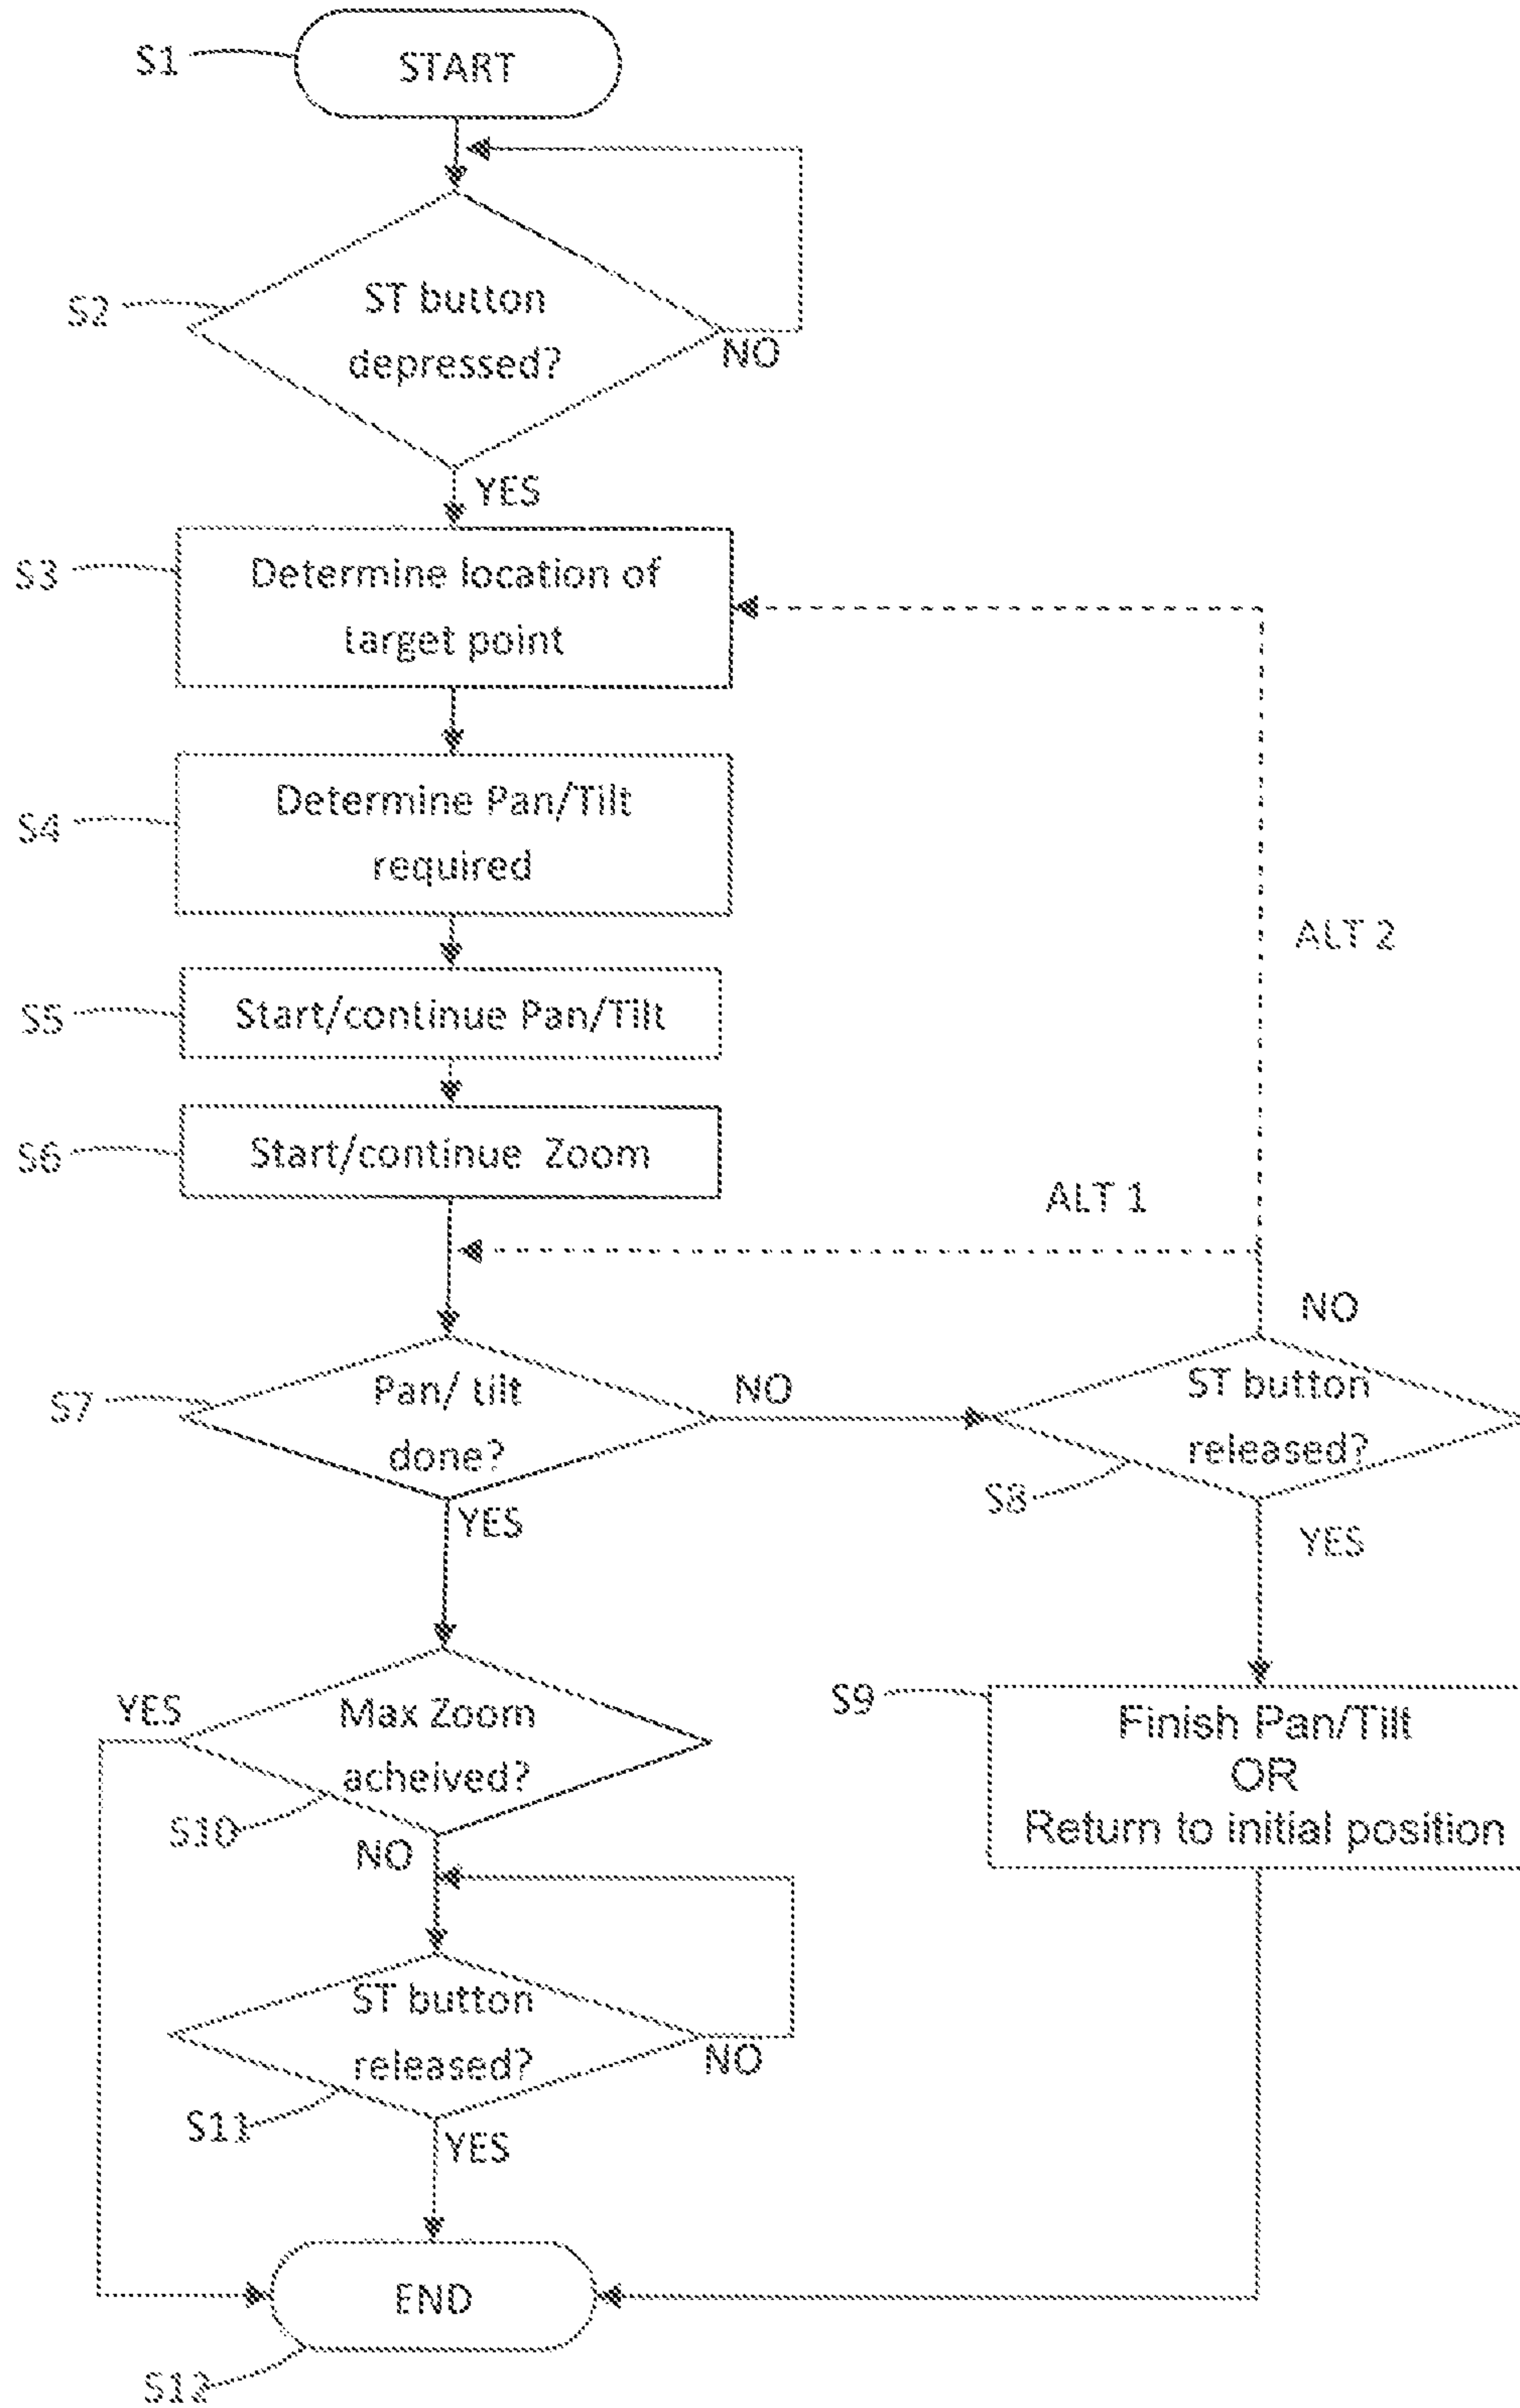 S1
START
S2
ST button
depressed?
NO
YES
S3
Determine location of
target point
S4
Determine Pan/Tilt
required
ALT 2
S5
Start/continue Pan/Tilt
S6
Start/continue Zoom
ALT 1
NO
S7
Pan/ tilt
done?
NO
YES
ST button
released?
S8
YES
S9
Finish Pan/Tilt
OR
Return to initial position
YES
Max Zoom
acheived?
S10
NO
ST button
released?
NO
S11
YES
END
S12